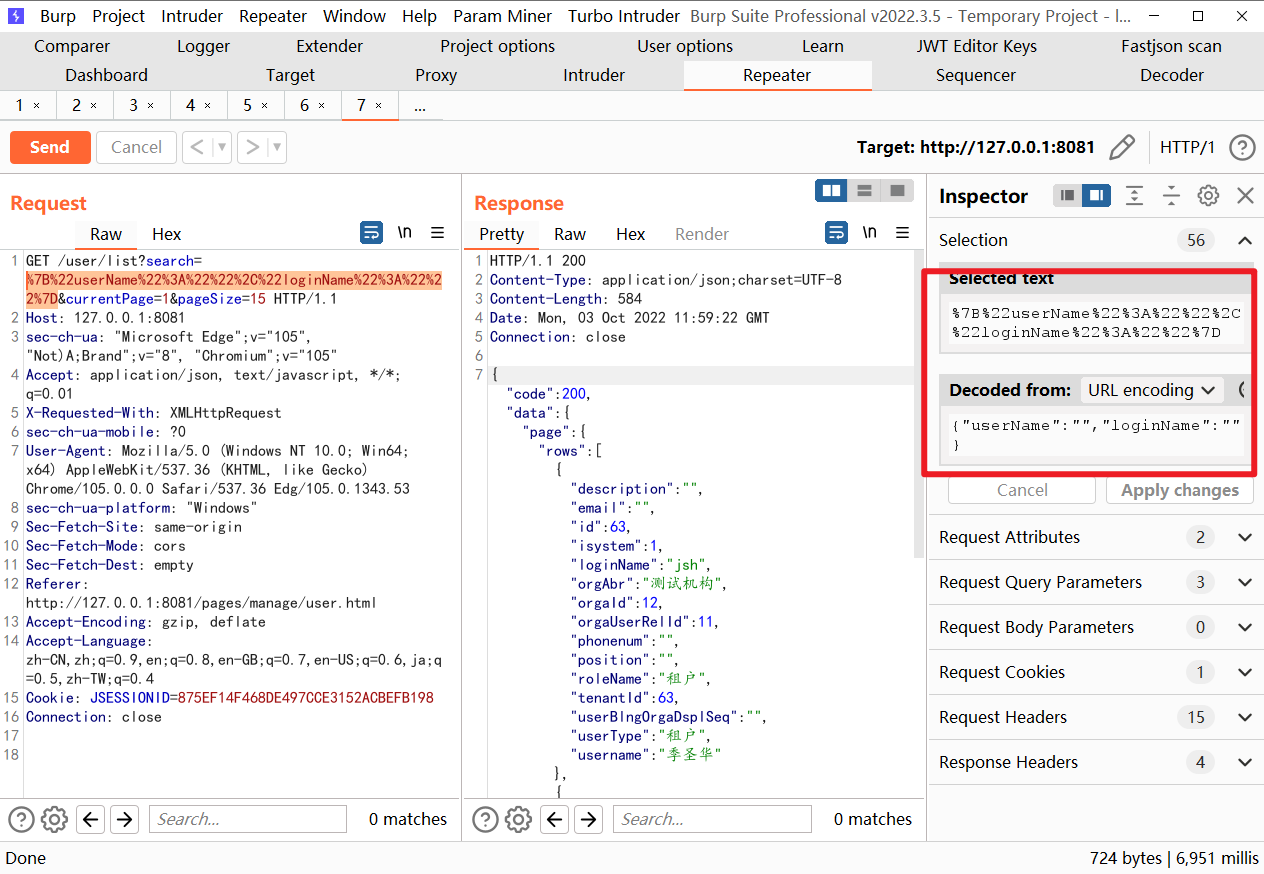 Burp Project Intruder Repeater Window Help Param Miner Turbo Intruder Burp Suite Professional v2022.3.5 - Temporary Project - l...
Comparer Logger Extender Project options User options Learn JWT Editor Keys Fastjson scan
Dashboard Target Proxy Intruder Repeater Sequencer Decoder
1 × 2 × 3 × 4 × 5 × 6 × 7 × ...
Send Cancel < > Target: http://127.0.0.1:8081 HTTP/1 ?
Request
Raw Hex \n
1 GET /user/list?search=
%7B%22userName%22%3A%22%22%2C%22loginName%22%3A%22%2
2%7D&currentPage=1&pageSize=15 HTTP/1.1
2 Host: 127.0.0.1:8081
3 sec-ch-ua: "Microsoft Edge";v="105",
"Not)A;Brand";v="8", "Chromium";v="105"
4 Accept: application/json, text/javascript, */*;
q=0.01
5 X-Requested-With: XMLHttpRequest
6 sec-ch-ua-mobile: ?0
7 User-Agent: Mozilla/5.0 (Windows NT 10.0; Win64;
x64) AppleWebKit/537.36 (KHTML, like Gecko)
Chrome/105.0.0.0 Safari/537.36 Edg/105.0.1343.53
8 sec-ch-ua-platform: "Windows"
9 Sec-Fetch-Site: same-origin
10 Sec-Fetch-Mode: cors
11 Sec-Fetch-Dest: empty
12 Referer:
http://127.0.0.1:8081/pages/manage/user.html
13 Accept-Encoding: gzip, deflate
14 Accept-Language:
zh-CN,zh;q=0.9,en;q=0.8,en-GB;q=0.7,en-US;q=0.6,ja;q
=0.5,zh-TW;q=0.4
15 Cookie: JSESSIONID=875EF14F468DE497CCE3152ACBEFB198
16 Connection: close
17
18
? Search... 0 matches
Response
Pretty Raw Hex Render \n
1 HTTP/1.1 200
2 Content-Type: application/json;charset=UTF-8
3 Content-Length: 584
4 Date: Mon, 03 Oct 2022 11:59:22 GMT
5 Connection: close
6
7 {
"code":200,
"data":{
"page":{
"rows":[
{
"description":"",
"email":"",
"id":63,
"isystem":1,
"loginName":"jsh",
"orgAbr":"测试机构",
"orgaId":12,
"orgaUserRelId":11,
"phonenum":"",
"position":"",
"roleName":"租户",
"tenantId":63,
"userBlngOrgaDsplSeq":"",
"userType":"租户",
"username":"季圣华"
},
{
? Search... 0 matches
Inspector
Selection 56
Selected text
%7B%22userName%22%3A%22%22%2C
%22loginName%22%3A%22%22%7D
Decoded from: URL encoding
{"userName":"","loginName":""
}
Cancel Apply changes
Request Attributes 2
Request Query Parameters 3
Request Body Parameters 0
Request Cookies 1
Request Headers 15
Response Headers 4
Done 724 bytes | 6,951 millis